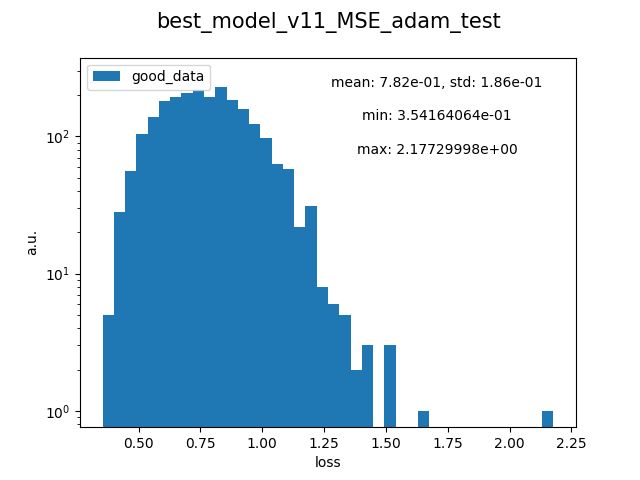 best_model_v11_MSE_adam_test
good_data
mean: 7.82e-01, std: 1.86e-01
min: 3.54164064e-01
max: 2.17729998e+00
a.u.
10²
10¹
10⁰
0.50 0.75 1.00 1.25 1.50 1.75 2.00 2.25
loss